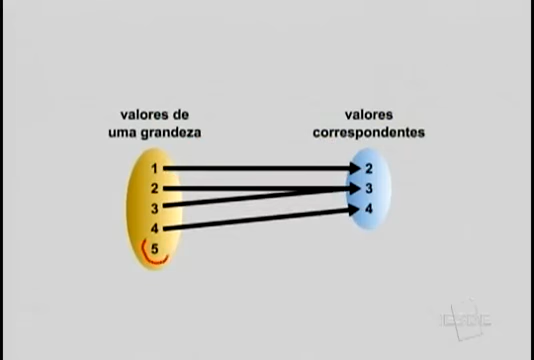 valores de
uma grandeza
valores
correspondentes
1
2
3
4
5
2
3
4